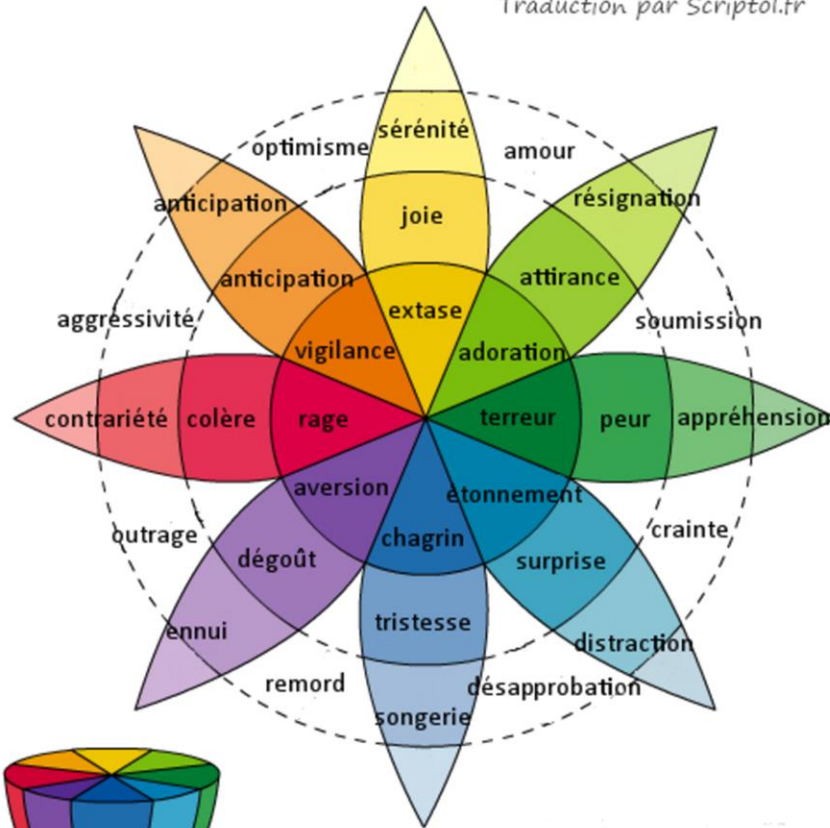 Traduction par Scriptol.fr
sérénité
optimisme
amour
anticipation
résignation
joie
anticipation
attirance
extase
aggressivité
soumission
vigilance
adoration
contrariété
colère
rage
terreur
peur
appréhension
aversion
étonnement
outrage
crainte
chagrin
dégoût
surprise
tristesse
ennui
distraction
remord
désapprobation
songerie